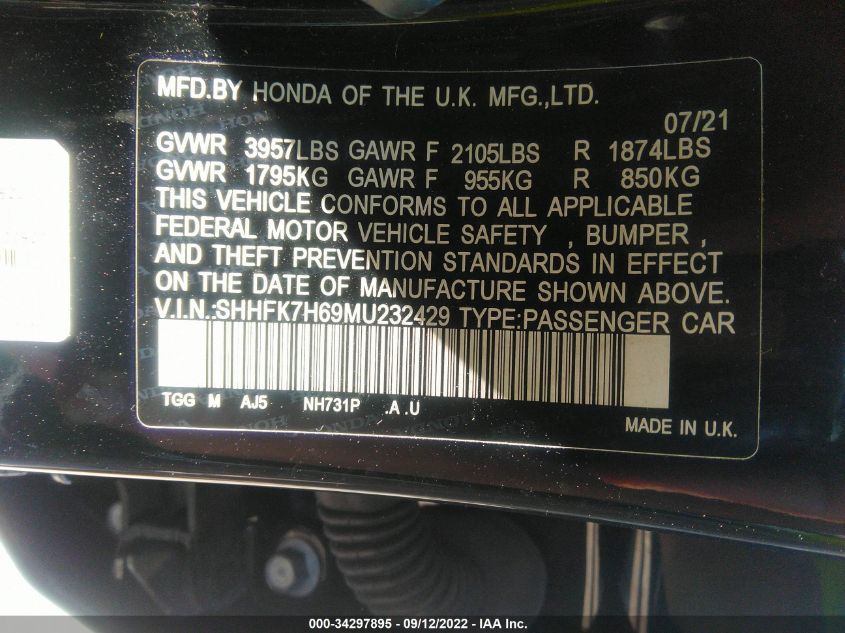 MFD.BY HONDA OF THE U.K. MFG.,LTD.
07/21
GVWR 3957LBS GAWR F 2105LBS R 1874LBS
GVWR 1795KG GAWR F 955KG R 850KG
THIS VEHICLE CONFORMS TO ALL APPLICABLE
FEDERAL MOTOR VEHICLE SAFETY , BUMPER ,
AND THEFT PREVENTION STANDARDS IN EFFECT
ON THE DATE OF MANUFACTURE SHOWN ABOVE.
V.I.N.:SHHFK7H69MU232429 TYPE:PASSENGER CAR
TGG M AJ5 NH731P .A .U
MADE IN U.K.
000-34297895 - 09/12/2022 - IAA Inc.